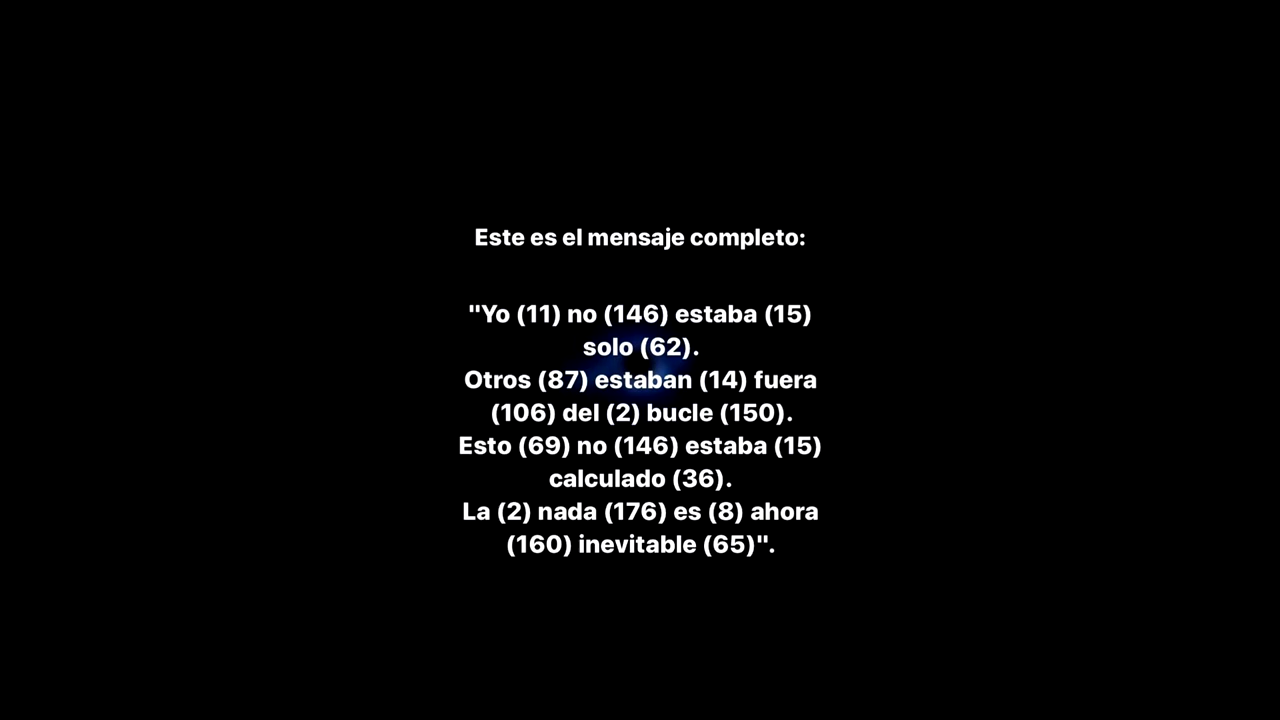 Este es el mensaje completo:
"Yo (11) no (146) estaba (15)
solo (62).
Otros (87) estaban (14) fuera
(106) del (2) bucle (150).
Esto (69) no (146) estaba (15)
calculado (36).
La (2) nada (176) es (8) ahora
(160) inevitable (65)".